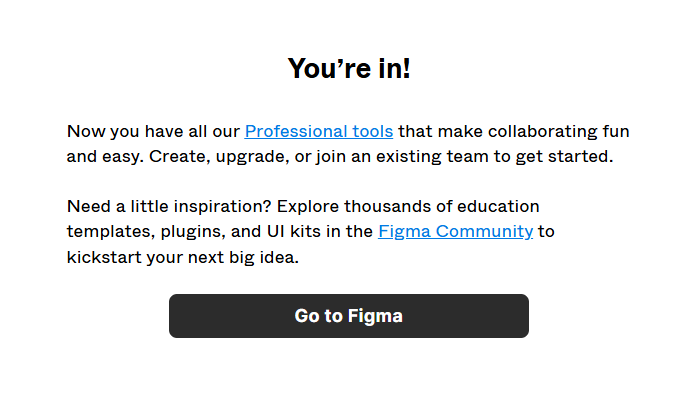 You’re in!
Now you have all our Professional tools that make collaborating fun
and easy. Create, upgrade, or join an existing team to get started.
Need a little inspiration? Explore thousands of education
templates, plugins, and UI kits in the Figma Community to
kickstart your next big idea.
Go to Figma